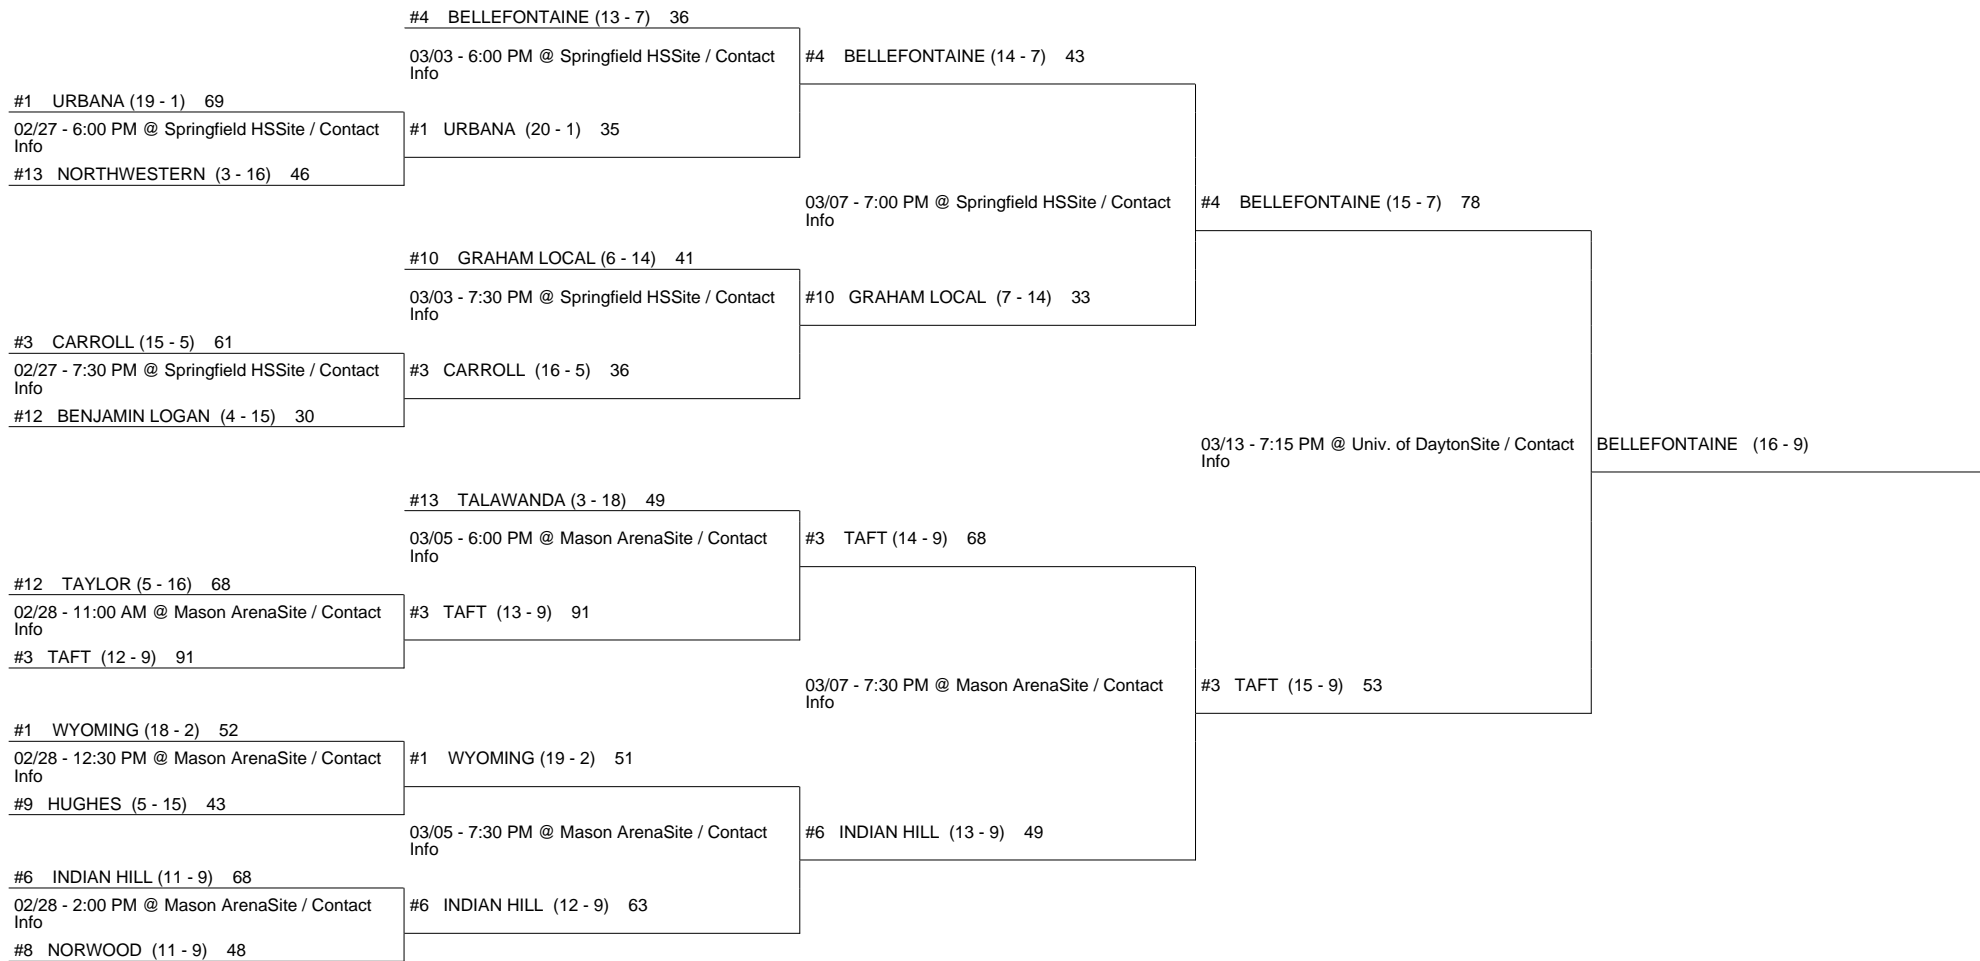 #4 BELLEFONTAINE (13 - 7) 36
03/03 - 6:00 PM @ Springfield HSSite / Contact
Info
#4 BELLEFONTAINE (14 - 7) 43
#1 URBANA (19 - 1) 69
02/27 - 6:00 PM @ Springfield HSSite / Contact
Info
#1 URBANA (20 - 1) 35
#13 NORTHWESTERN (3 - 16) 46
03/07 - 7:00 PM @ Springfield HSSite / Contact
Info
#4 BELLEFONTAINE (15 - 7) 78
#10 GRAHAM LOCAL (6 - 14) 41
03/03 - 7:30 PM @ Springfield HSSite / Contact
Info
#10 GRAHAM LOCAL (7 - 14) 33
#3 CARROLL (15 - 5) 61
02/27 - 7:30 PM @ Springfield HSSite / Contact
Info
#3 CARROLL (16 - 5) 36
#12 BENJAMIN LOGAN (4 - 15) 30
03/13 - 7:15 PM @ Univ. of DaytonSite / Contact
Info
BELLEFONTAINE (16 - 9)
#13 TALAWANDA (3 - 18) 49
03/05 - 6:00 PM @ Mason ArenaSite / Contact
Info
#3 TAFT (14 - 9) 68
#12 TAYLOR (5 - 16) 68
02/28 - 11:00 AM @ Mason ArenaSite / Contact
Info
#3 TAFT (13 - 9) 91
#3 TAFT (12 - 9) 91
03/07 - 7:30 PM @ Mason ArenaSite / Contact
Info
#3 TAFT (15 - 9) 53
#1 WYOMING (18 - 2) 52
02/28 - 12:30 PM @ Mason ArenaSite / Contact
Info
#1 WYOMING (19 - 2) 51
#9 HUGHES (5 - 15) 43
03/05 - 7:30 PM @ Mason ArenaSite / Contact
Info
#6 INDIAN HILL (13 - 9) 49
#6 INDIAN HILL (11 - 9) 68
02/28 - 2:00 PM @ Mason ArenaSite / Contact
Info
#6 INDIAN HILL (12 - 9) 63
#8 NORWOOD (11 - 9) 48